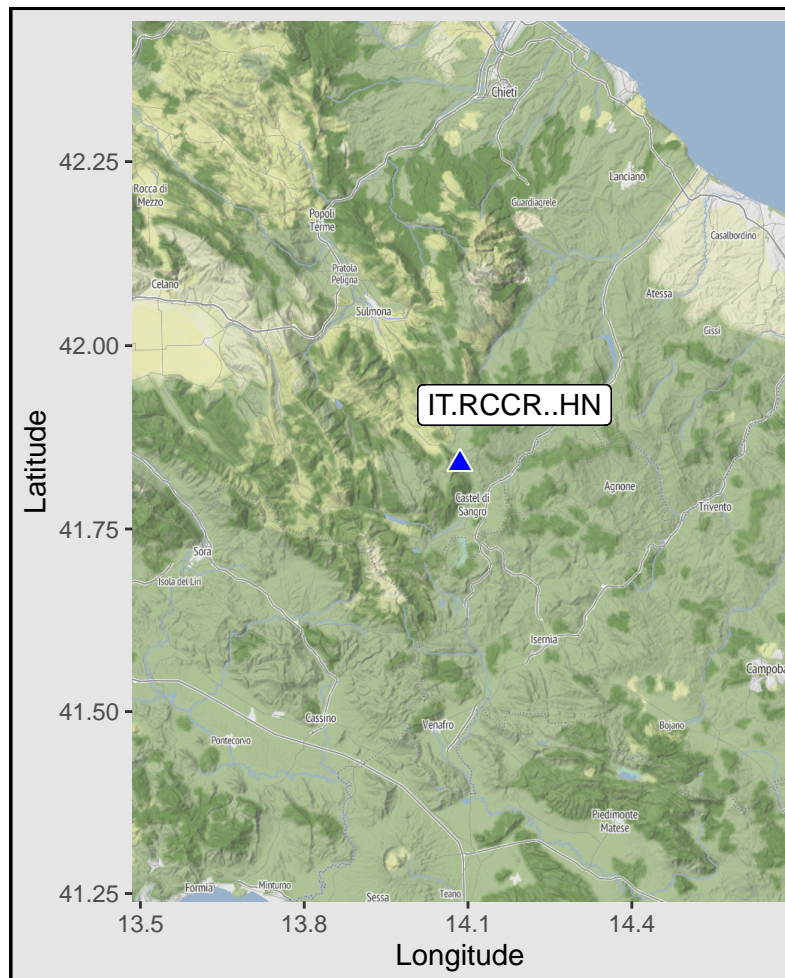 Chieti
42.25
Lanciano
Rocca di
Mezzo
Guardiagrele
Popoli
Terme
Casalbordino
Pratola
Peligna
Celano
Atessa
Sulmona
Gissi
42.00
IT.RCCR..HN
Latitude
Castel di
Sangro
Agnone
Trivento
41.75
Sora
Isola del Liri
Isernia
Campoba
41.50
Cassino
Venafro
Bojano
Pontecorvo
Piedimonte
Matese
41.25
Formia
Minturno
Sessa
Teano
13.5
13.8
14.1
14.4
Longitude